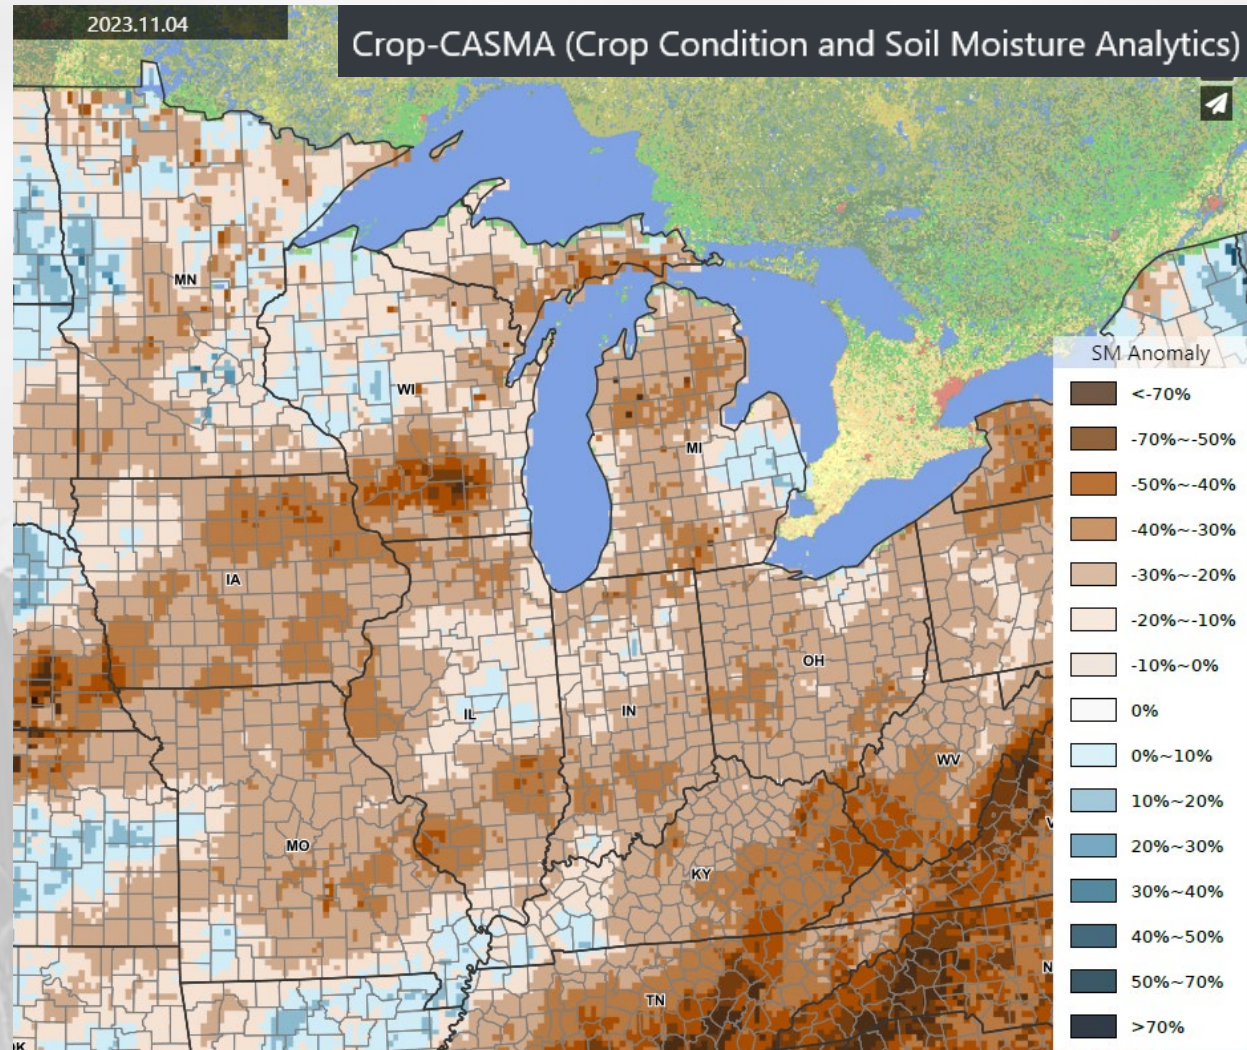 2023.11.04
Crop-CASMA (Crop Condition and Soil Moisture Analytics)
MN
WI
MI
SM Anomaly
<-70%
-70%~-50%
-50%~-40%
-40%~-30%
-30%~-20%
-20%~-10%
-10%~0%
0%
0%~10%
10%~20%
20%~30%
30%~40%
40%~50%
50%~70%
>70%
IA
OH
IL
IN
WV
MO
KY
TN